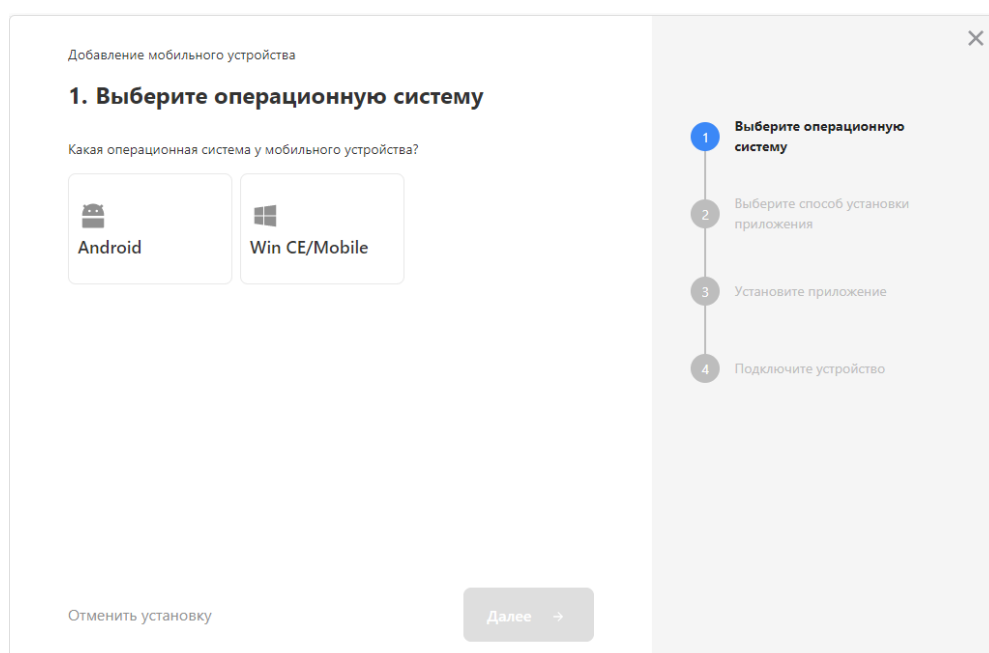 Добавление мобильного устройства
1. Выберите операционную систему
Какая операционная система у мобильного устройства?
Android
Win CE/Mobile
Отменить установку
Далее →
1
Выберите операционную
систему
2
Выберите способ установки
приложения
3
Установите приложение
4
Подключите устройство